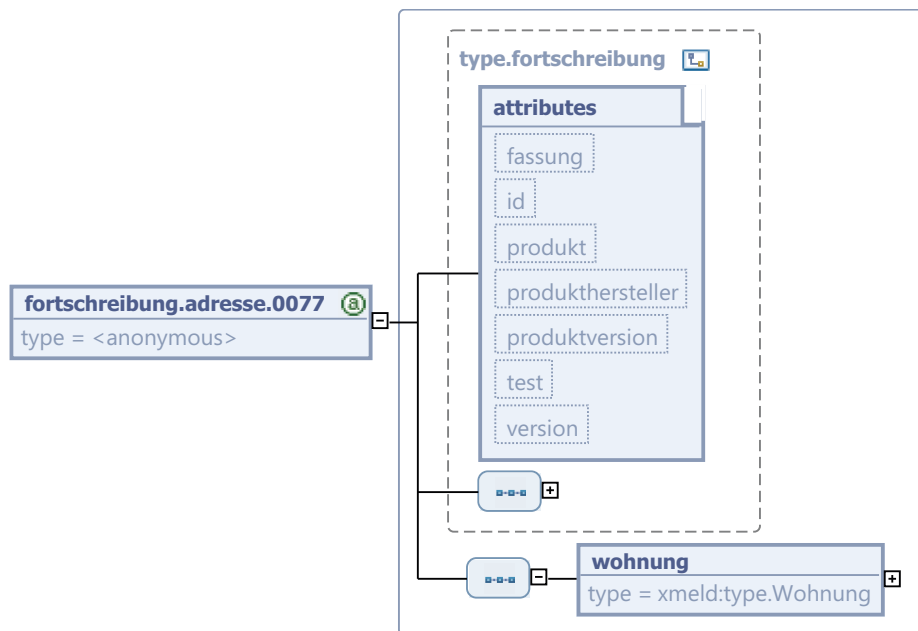 type.fortschreibung
attributes
fassung
id
produkt
produkthersteller
produktversion
test
version
fortschreibung.adresse.0077
type = <anonymous>
wohnung
type = xmeld:type.Wohnung